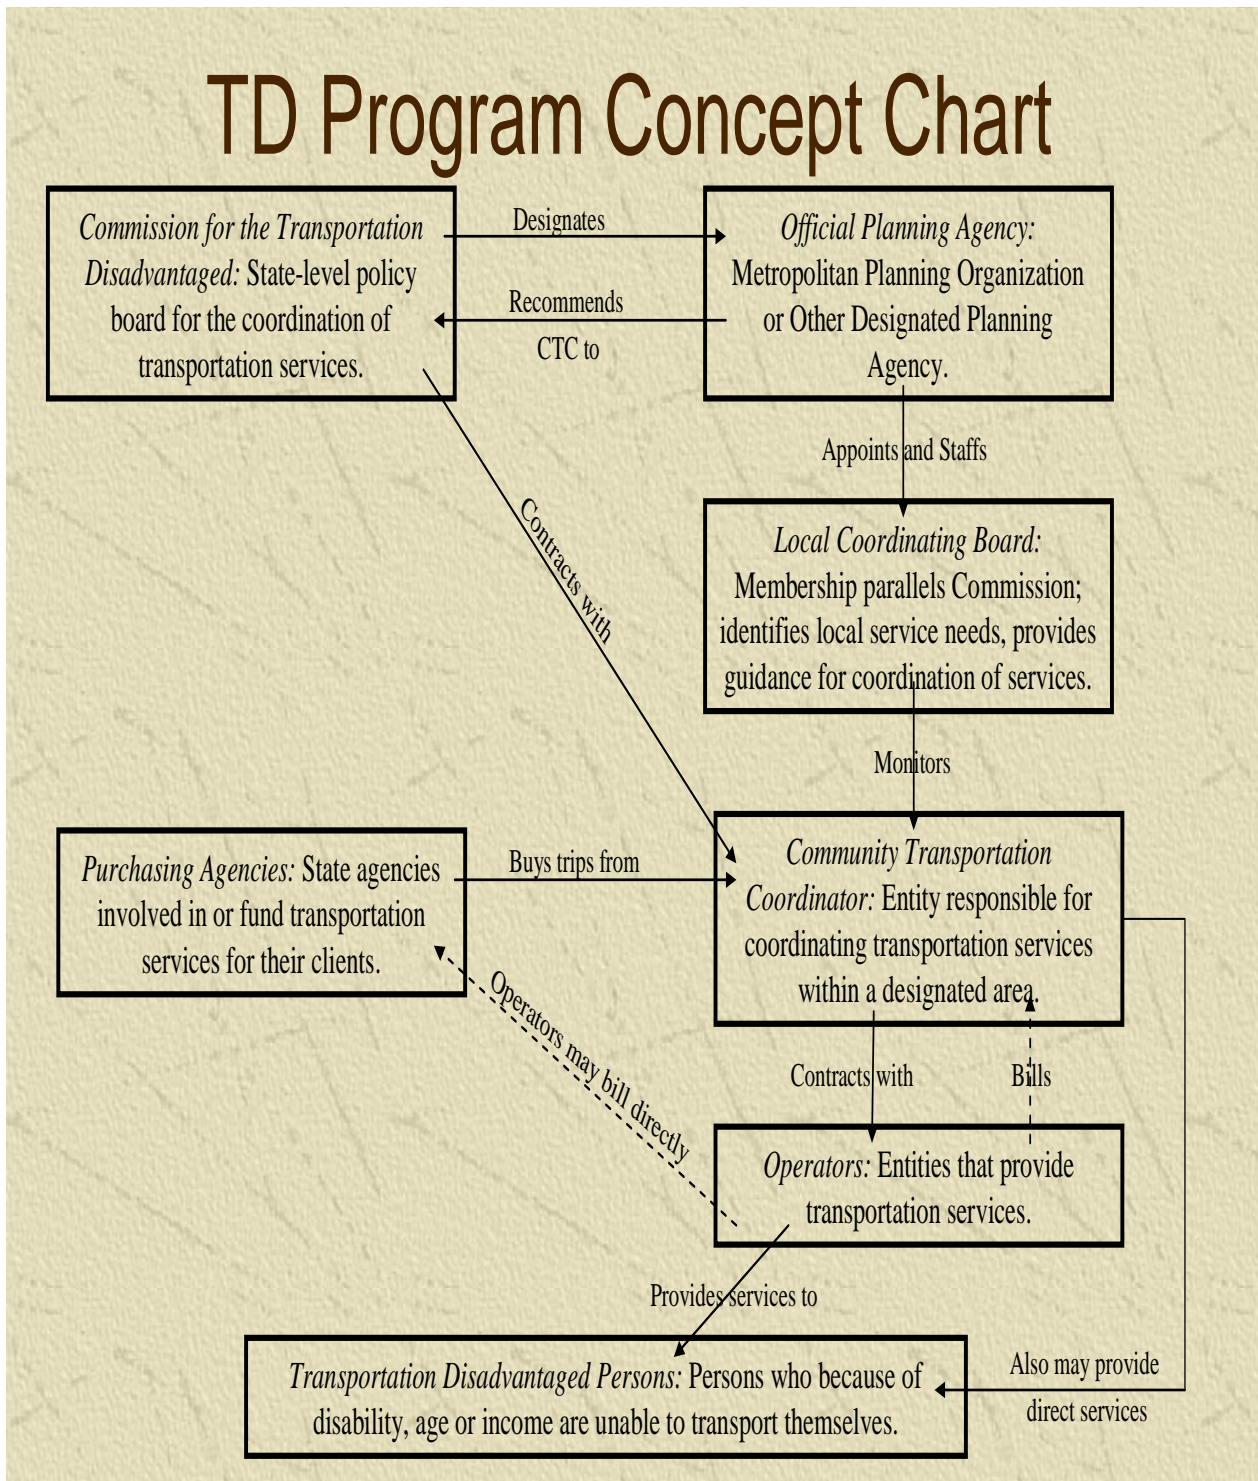 TD Program Concept Chart
Commission for the Transportation
Disadvantaged: State-level policy
board for the coordination of
transportation services.
Designates
Recommends
CTC to
Official Planning Agency:
Metropolitan Planning Organization
or Other Designated Planning
Agency.
Appoints and Staffs
Contracts with
Local Coordinating Board:
Membership parallels Commission;
identifies local service needs, provides
guidance for coordination of services.
Monitors
Purchasing Agencies: State agencies
involved in or fund transportation
services for their clients.
Buys trips from
Community Transportation
Coordinator: Entity responsible for
coordinating transportation services
within a designated area.
Operators may bill directly
Contracts with
Bills
Operators: Entities that provide
transportation services.
Provides services to
Transportation Disadvantaged Persons: Persons who because of
disability, age or income are unable to transport themselves.
Also may provide
direct services